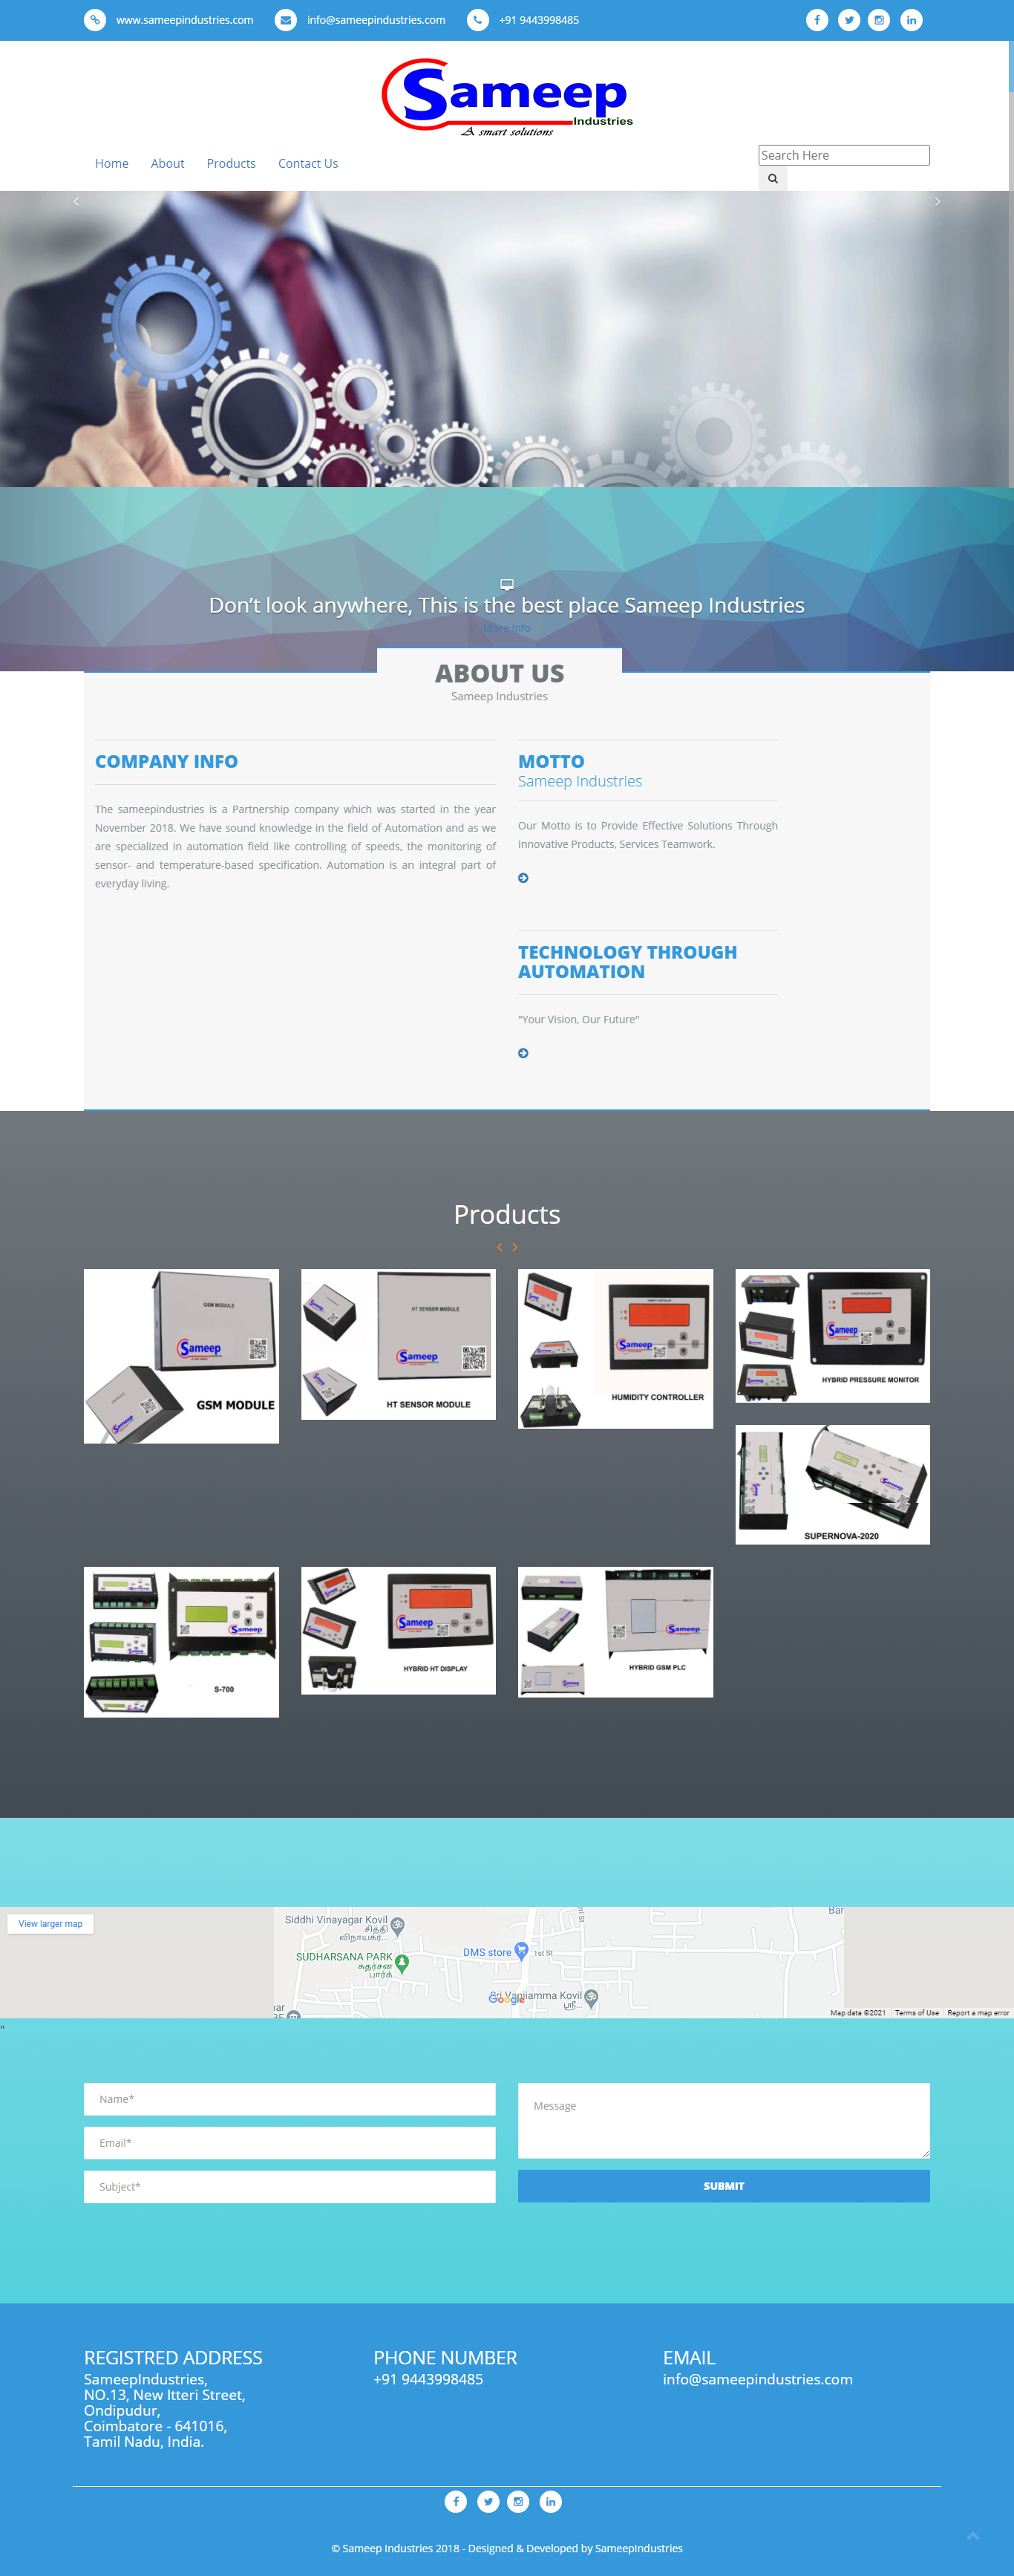 www.sameepindustries.com
info@sameepindustries.com
+91 9443998485
Sameep
Industries
A smart solutions
Home
About
Products
Contact Us
Search Here
Don't look anywhere, This is the best place Sameep Industries
More Info
ABOUT US
Sameep Industries
COMPANY INFO
The sameepindustries is a Partnership company which was started in the year
November 2018. We have sound knowledge in the field of Automation and as we
are specialized in automation field like controlling of speeds, the monitoring of
sensor- and temperature-based specification. Automation is an integral part of
everyday living.
MOTTO
Sameep Industries
Our Motto is to Provide Effective Solutions Through
Innovative Products, Services Teamwork.
TECHNOLOGY THROUGH
AUTOMATION
"Your Vision, Our Future"
Products
GSM MODULE
Sameep
GSM MODULE
HT SENSOR MODULE
Sameep
HT SENSOR MODULE
Sameep
HUMIDITY CONTROLLER
Sameep
HYBRID PRESSURE MONITOR
Sameep
SUPERNOVA-2020
Sameep
S-700
Sameep
HYBRID HT DISPLAY
Sameep
HYBRID GSM PLC
View larger map
Siddhi Vinayagar Kovil
சித்தி
விநாயகர்...
SUDHARSANA PARK
சுதர்சன
பார்க்
DMS store
1st St
Sri Vanjiamma Kovil
ஸ்ரீ...
Bar
Google
Map data ©2021
Terms of Use
Report a map error
"
Name*
Email*
Subject*
Message
SUBMIT
REGISTRED ADDRESS
SameepIndustries,
NO.13, New Itteri Street,
Ondipudur,
Coimbatore - 641016,
Tamil Nadu, India.
PHONE NUMBER
+91 9443998485
EMAIL
info@sameepindustries.com
© Sameep Industries 2018 - Designed & Developed by SameepIndustries